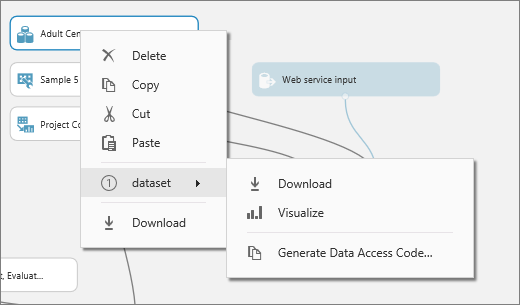 Adult Cen
Delete
Sample 5
Copy
Web service input
Cut
Project Co
Paste
1
dataset
Download
Download
Visualize
Generate Data Access Code...
t, Evaluat...